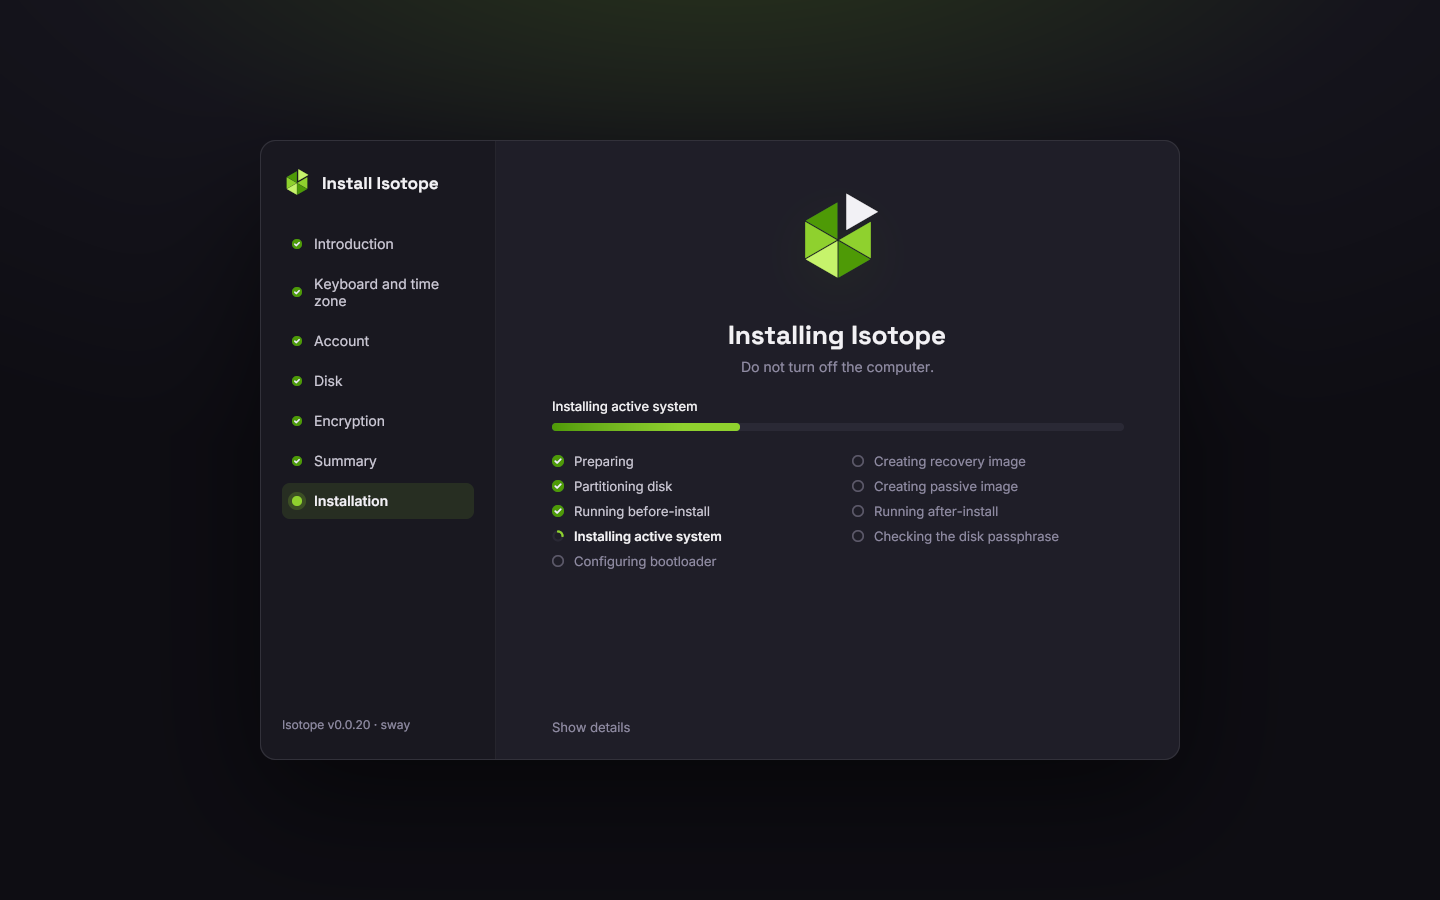 Install Isotope
Introduction
Keyboard and time
zone
Account
Disk
Encryption
Summary
Installation
Isotope v0.0.20 · sway
Installing Isotope
Do not turn off the computer.
Installing active system
Preparing
Partitioning disk
Running before-install
Installing active system
Configuring bootloader
Creating recovery image
Creating passive image
Running after-install
Checking the disk passphrase
Show details